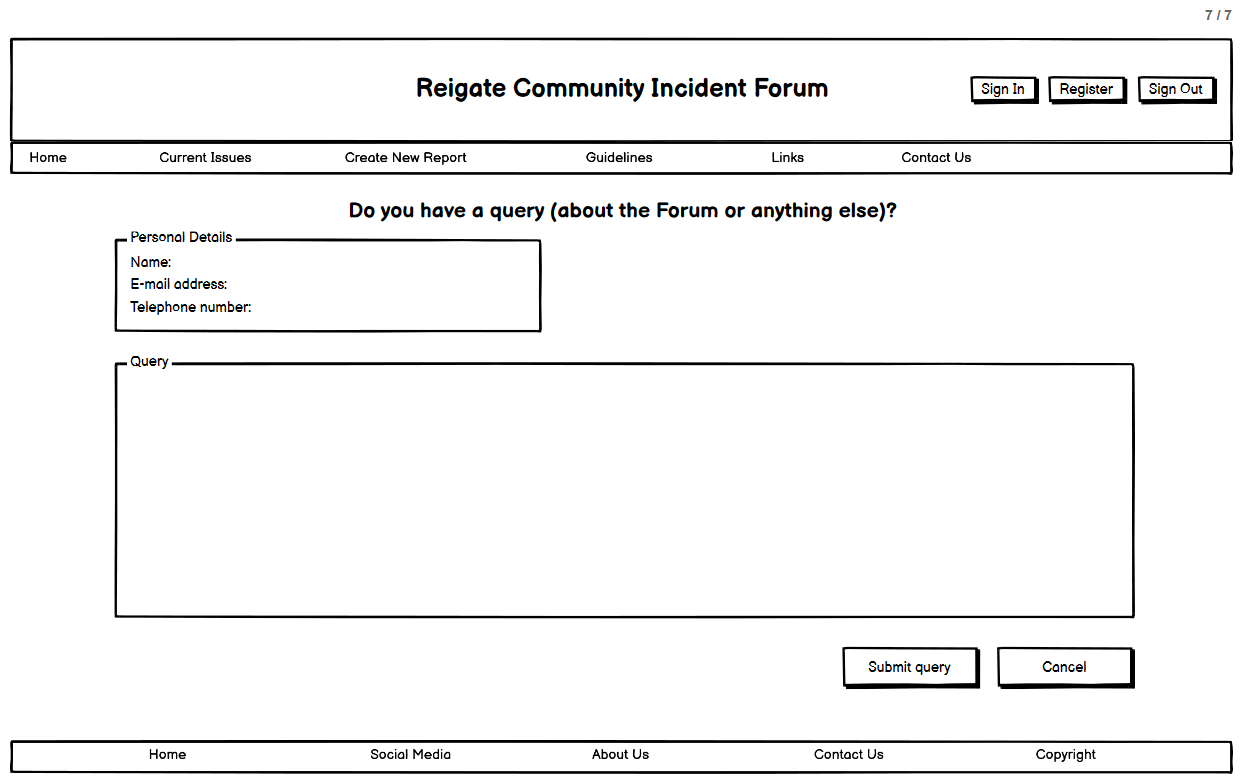 7 / 7
Reigate Community Incident Forum
Sign In Register Sign Out
Home Current Issues Create New Report Guidelines Links Contact Us
Do you have a query (about the Forum or anything else)?
Personal Details
Name:
E-mail address:
Telephone number:
Query
Submit query Cancel
Home Social Media About Us Contact Us Copyright